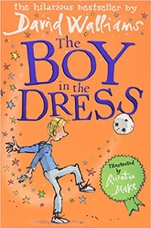 the hilarious bestseller by
David Walliams
The
BOY
in the
DRESS
Illustrated
by
Quentin
Blake